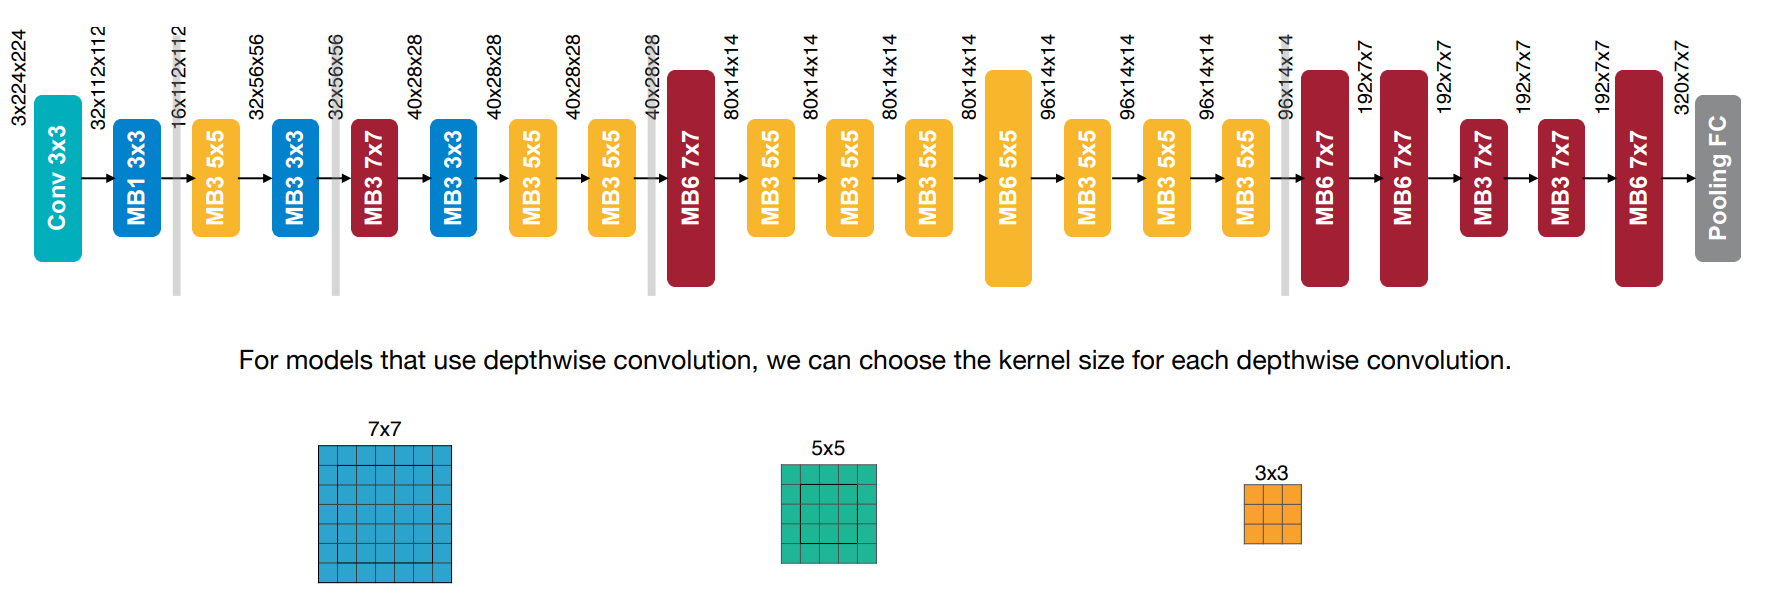 3x224x224
Conv 3x3
32x112x112
MB1 3x3
16x112x112
MB3 5x5
32x56x56
MB3 3x3
32x56x56
MB3 7x7
40x28x28
MB3 3x3
40x28x28
MB3 5x5
40x28x28
MB3 5x5
40x28x28
MB6 7x7
80x14x14
MB3 5x5
80x14x14
MB3 5x5
80x14x14
MB3 5x5
80x14x14
MB6 5x5
96x14x14
MB3 5x5
96x14x14
MB3 5x5
96x14x14
MB3 5x5
96x14x14
MB6 7x7
192x7x7
MB6 7x7
192x7x7
MB3 7x7
192x7x7
MB3 7x7
192x7x7
MB6 7x7
320x7x7
Pooling FC
For models that use depthwise convolution, we can choose the kernel size for each depthwise convolution.
7x7
5x5
3x3